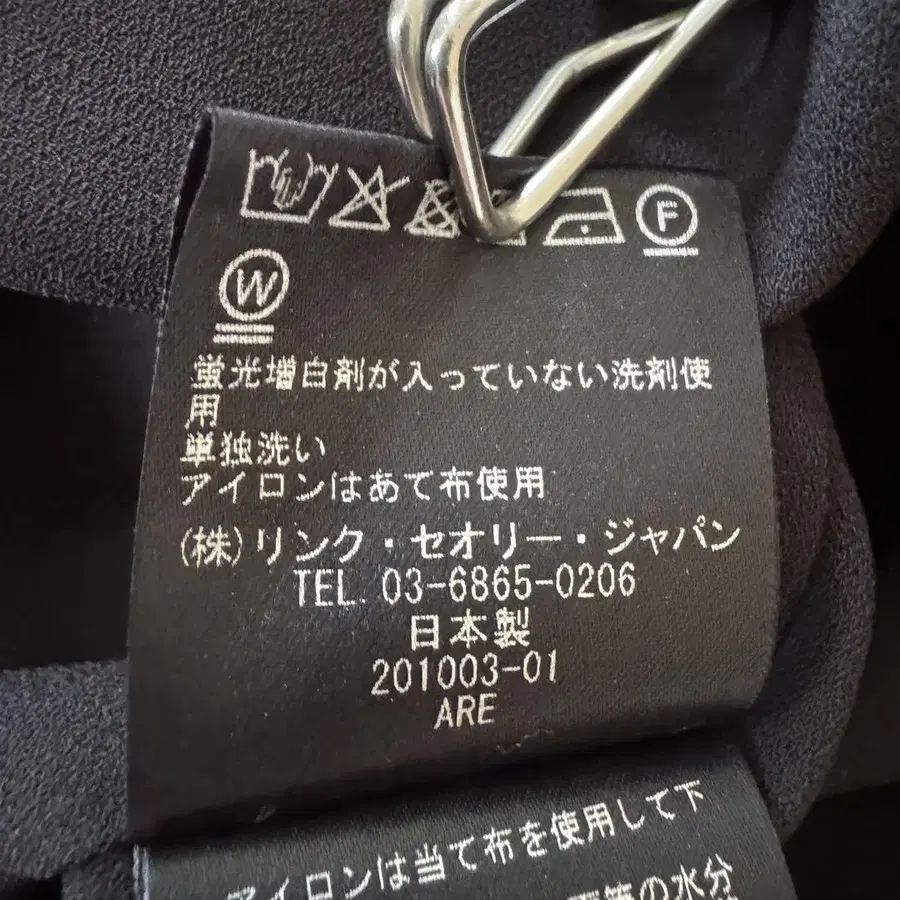 F
W
蛍光増白剤が入っていない洗剤使
用
単独洗い
アイロンはあて布使用
(株)リンク・セオリー・ジャパン
TEL. 03-6865-0206
日本製
201003-01
ARE
アイロンは当て布を使用して下
の水分